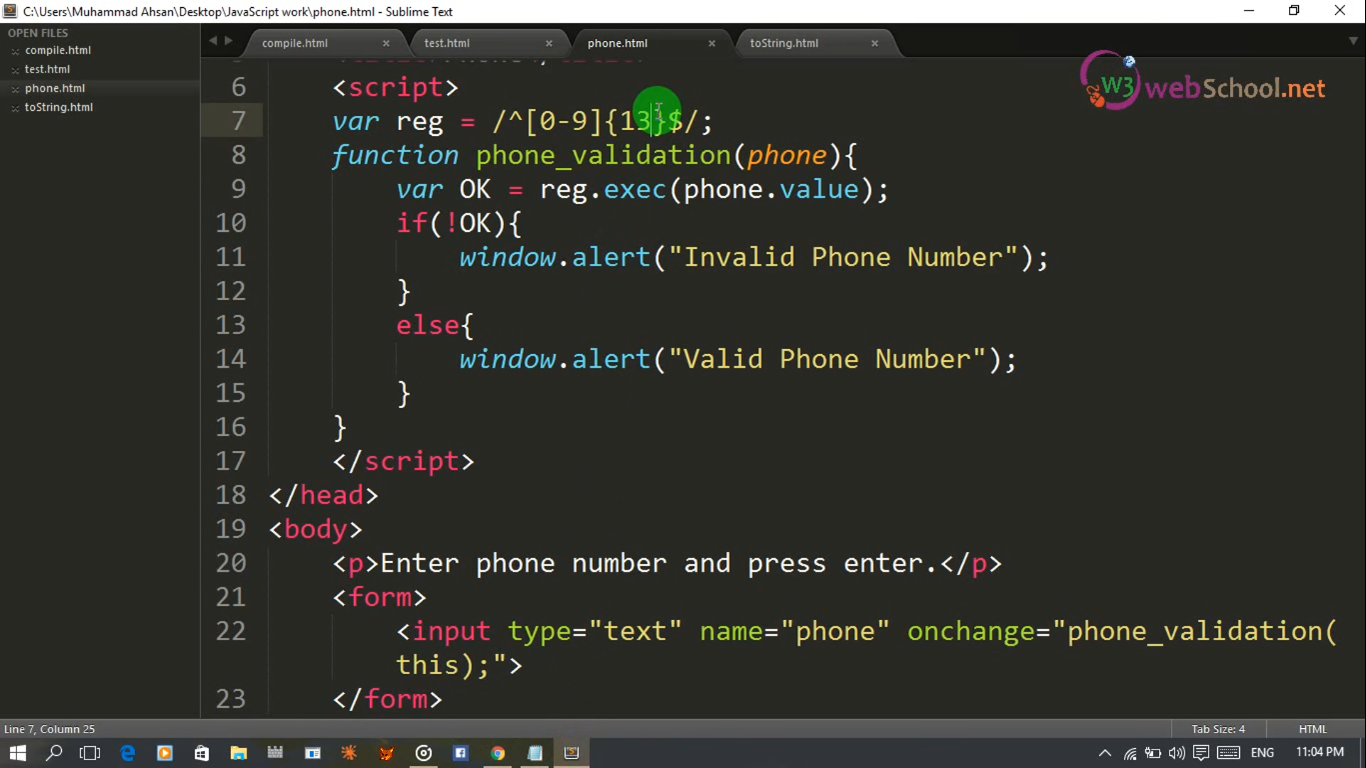 C:\Users\Muhammad Ahsan\Desktop\JavaScript work\phone.html - Sublime Text
OPEN FILES
compile.html
test.html
phone.html
toString.html
compile.html
test.html
phone.html
toString.html
W3 webSchool.net
6 <script>
7 var reg = /^[0-9]{13}$/;
8 function phone_validation(phone){
9 var OK = reg.exec(phone.value);
10 if(!OK){
11 window.alert("Invalid Phone Number");
12 }
13 else{
14 window.alert("Valid Phone Number");
15 }
16 }
17 </script>
18 </head>
19 <body>
20 <p>Enter phone number and press enter.</p>
21 <form>
22 <input type="text" name="phone" onchange="phone_validation(
this);">
23 </form>
Line 7, Column 25
Tab Size: 4
HTML
ENG
11:04 PM